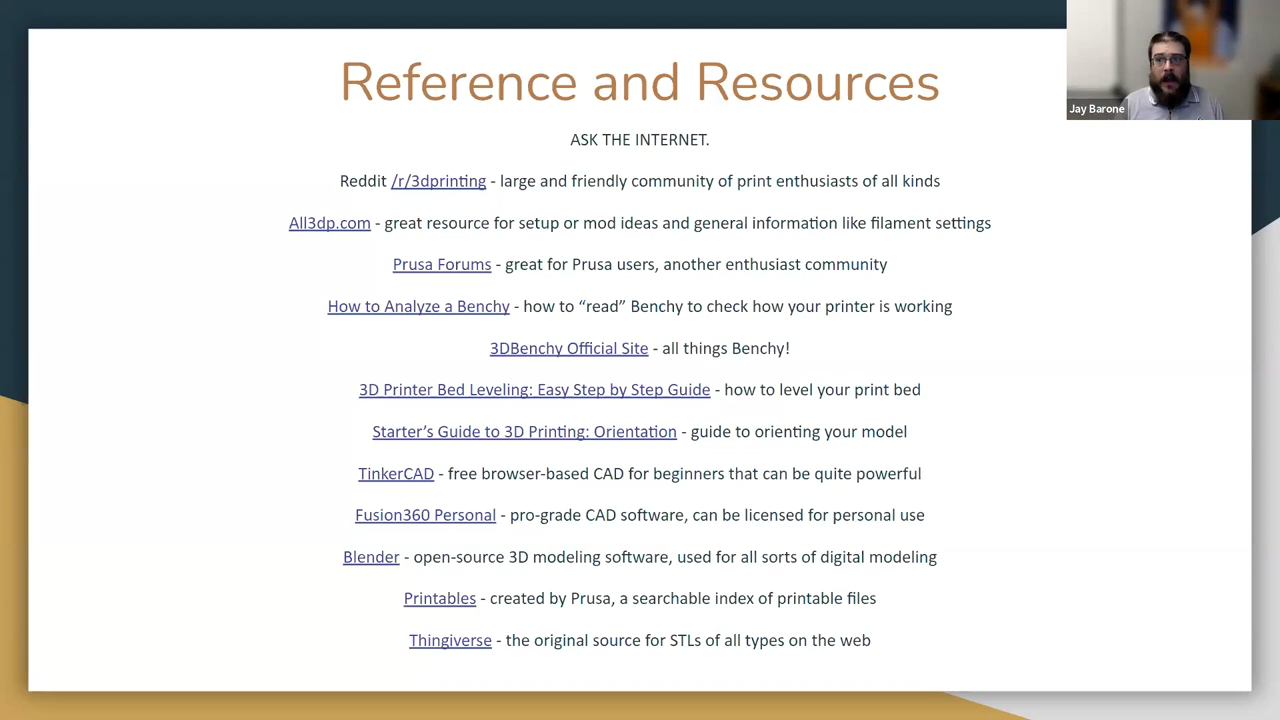 Reference and Resources
Jay Barone
ASK THE INTERNET.
Reddit /r/3dprinting - large and friendly community of print enthusiasts of all kinds
All3dp.com - great resource for setup or mod ideas and general information like filament settings
Prusa Forums - great for Prusa users, another enthusiast community
How to Analyze a Benchy - how to “read” Benchy to check how your printer is working
3DBenchy Official Site - all things Benchy!
3D Printer Bed Leveling: Easy Step by Step Guide - how to level your print bed
Starter’s Guide to 3D Printing: Orientation - guide to orienting your model
TinkerCAD - free browser-based CAD for beginners that can be quite powerful
Fusion360 Personal - pro-grade CAD software, can be licensed for personal use
Blender - open-source 3D modeling software, used for all sorts of digital modeling
Printables - created by Prusa, a searchable index of printable files
Thingiverse - the original source for STLs of all types on the web